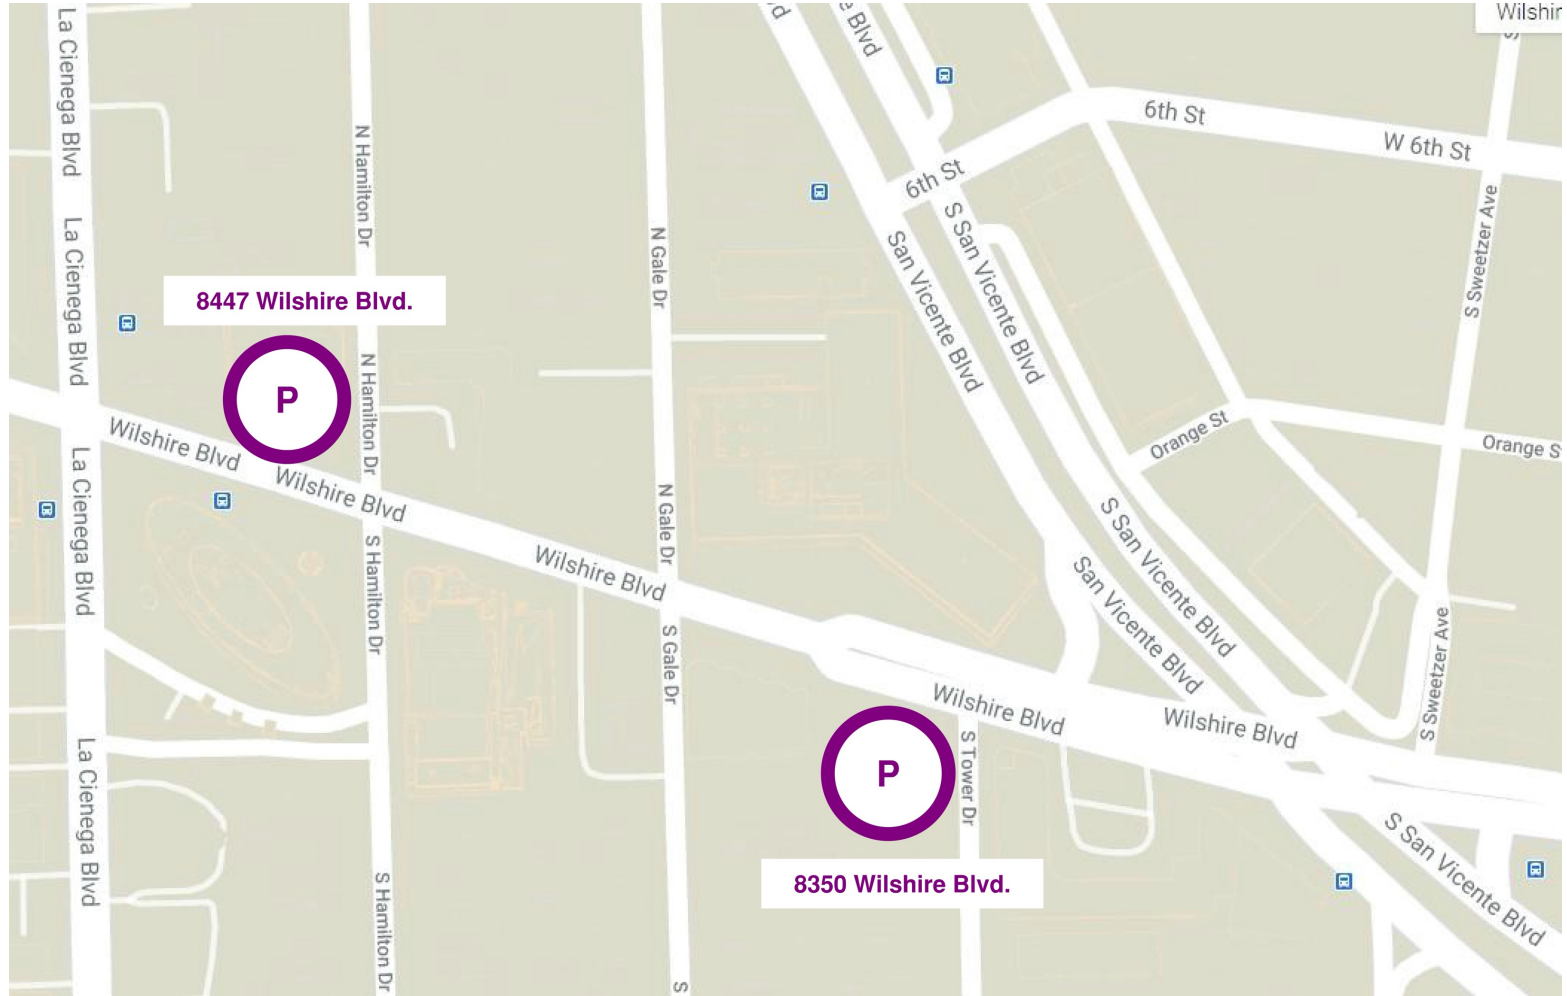 Wilshir
La Cienega Blvd
e Blvd
6th St
6th St
W 6th St
N Hamilton Dr
S Sweetzer Ave
La Cienega Blvd
N Gale Dr
San Vicente Blvd
S San Vicente Blvd
8447 Wilshire Blvd.
P
N Hamilton Dr
Wilshire Blvd
Wilshire Blvd
Orange St
Orange S
La Cienega Blvd
N Gale Dr
S San Vicente Blvd
S Hamilton Dr
Wilshire Blvd
San Vicente Blvd
S Gale Dr
S Sweetzer Ave
Wilshire Blvd
Wilshire Blvd
P
S Tower Dr
La Cienega Blvd
8350 Wilshire Blvd.
S San Vicente Blvd
S Hamilton Dr
S